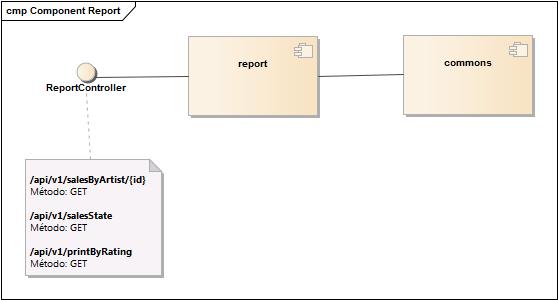 cmp Component Report
report
commons
ReportController
/api/v1/salesByArtist/{id}
Método: GET
/api/v1/salesState
Método: GET
/api/v1/printByRating
Método: GET